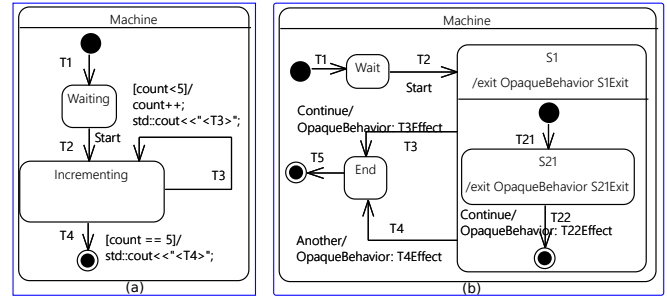 Machine
T1
Waiting
T2
Start
[count<5]/
count++;
std::cout<<"<T3>";
Incrementing
T3
T4
[count == 5]/
std::cout<<"<T4>";
(a)
Machine
T1
Wait
T2
Start
S1
/exit OpaqueBehavior S1Exit
Continue/
OpaqueBehavior: T3Effect
T3
T21
T5
End
S21
/exit OpaqueBehavior S21Exit
Continue/
OpaqueBehavior: T22Effect
T22
T4
Another/
OpaqueBehavior: T4Effect
(b)